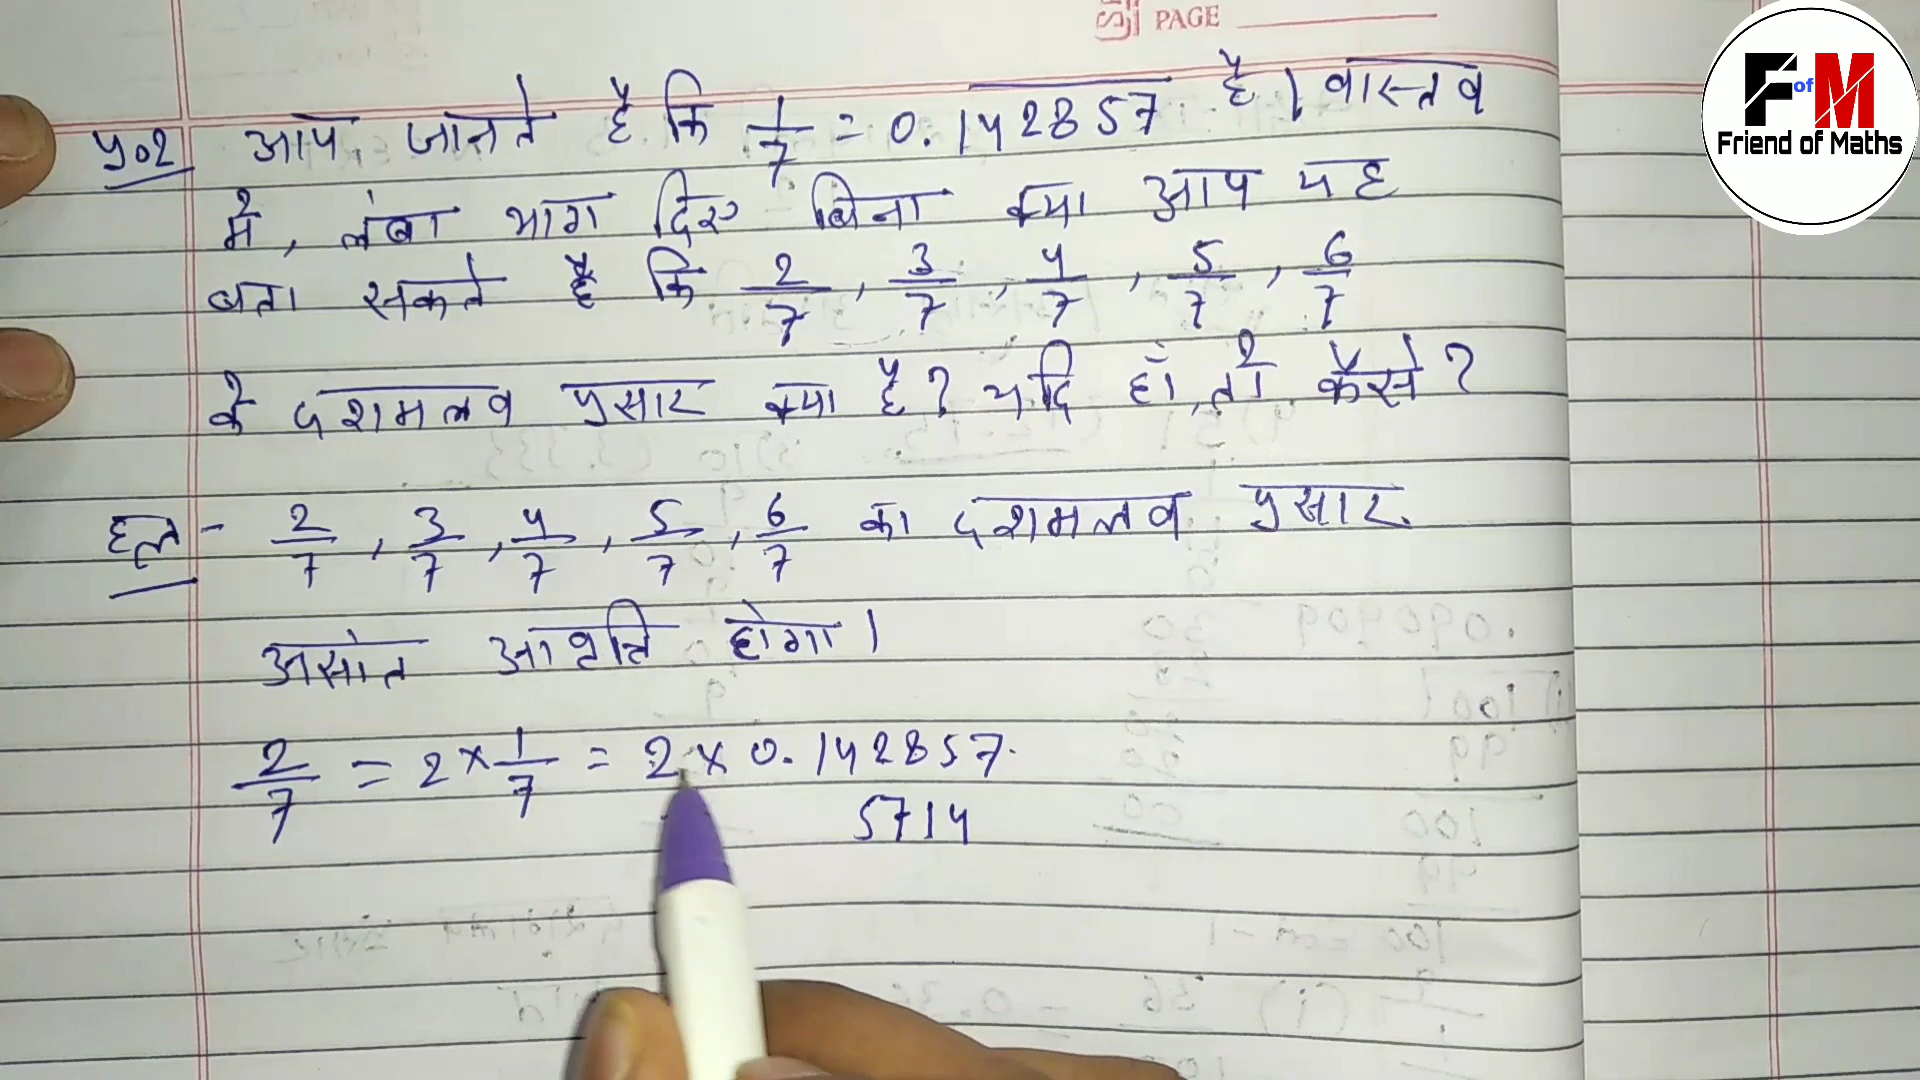 PAGE
F of M
Friend of Maths
प्र०2 आप जानते है कि 1/7 = 0.142857 है। वास्तव
में, लंबा भाग दिए बिना क्या आप यह
बता सकते है कि 2/7, 3/7, 4/7, 5/7, 6/7
के दशमलव प्रसार क्या है? यदि हाँ, तो कैसे?
हल - 2/7, 3/7, 4/7, 5/7, 6/7 का दशमलव प्रसार
असांत आवृत्ति होगा।
2/7 = 2 × 1/7 = 2 × 0.142857
5714